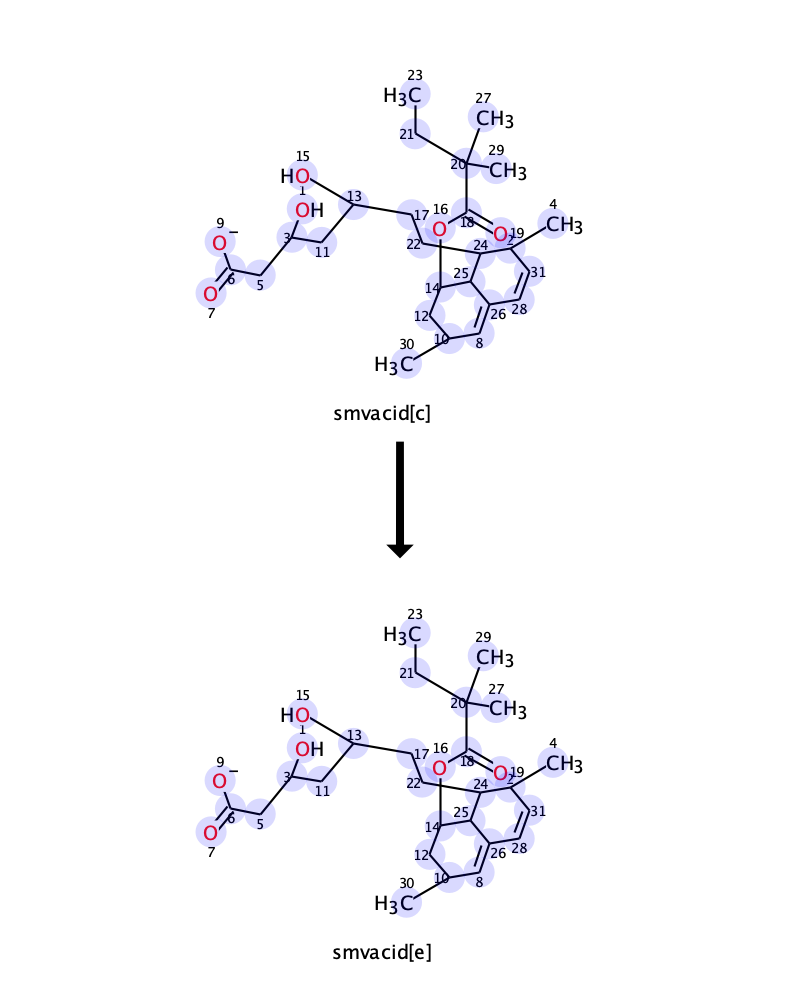 23
H3C
27
CH3
21
29
20
CH3
15
HO
1
OH
13
4
CH3
9
O−
16
O
17
18
O
19
2
3
11
22
24
6
5
O
7
25
31
14
26
28
12
10
8
30
H3C
smvacid[c]
23
H3C
29
CH3
21
27
20
CH3
15
HO
1
OH
13
4
CH3
9
O−
16
O
17
18
O
19
2
3
11
22
24
6
5
O
7
25
31
14
26
28
12
10
8
30
H3C
smvacid[e]